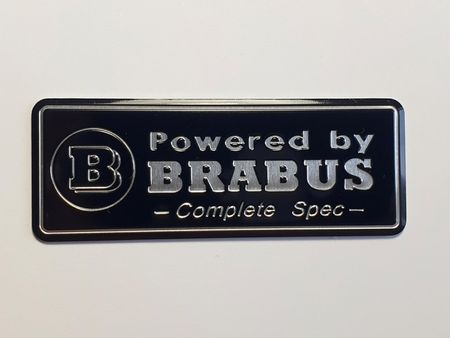 B
Powered by
BRABUS
– Complete Spec –